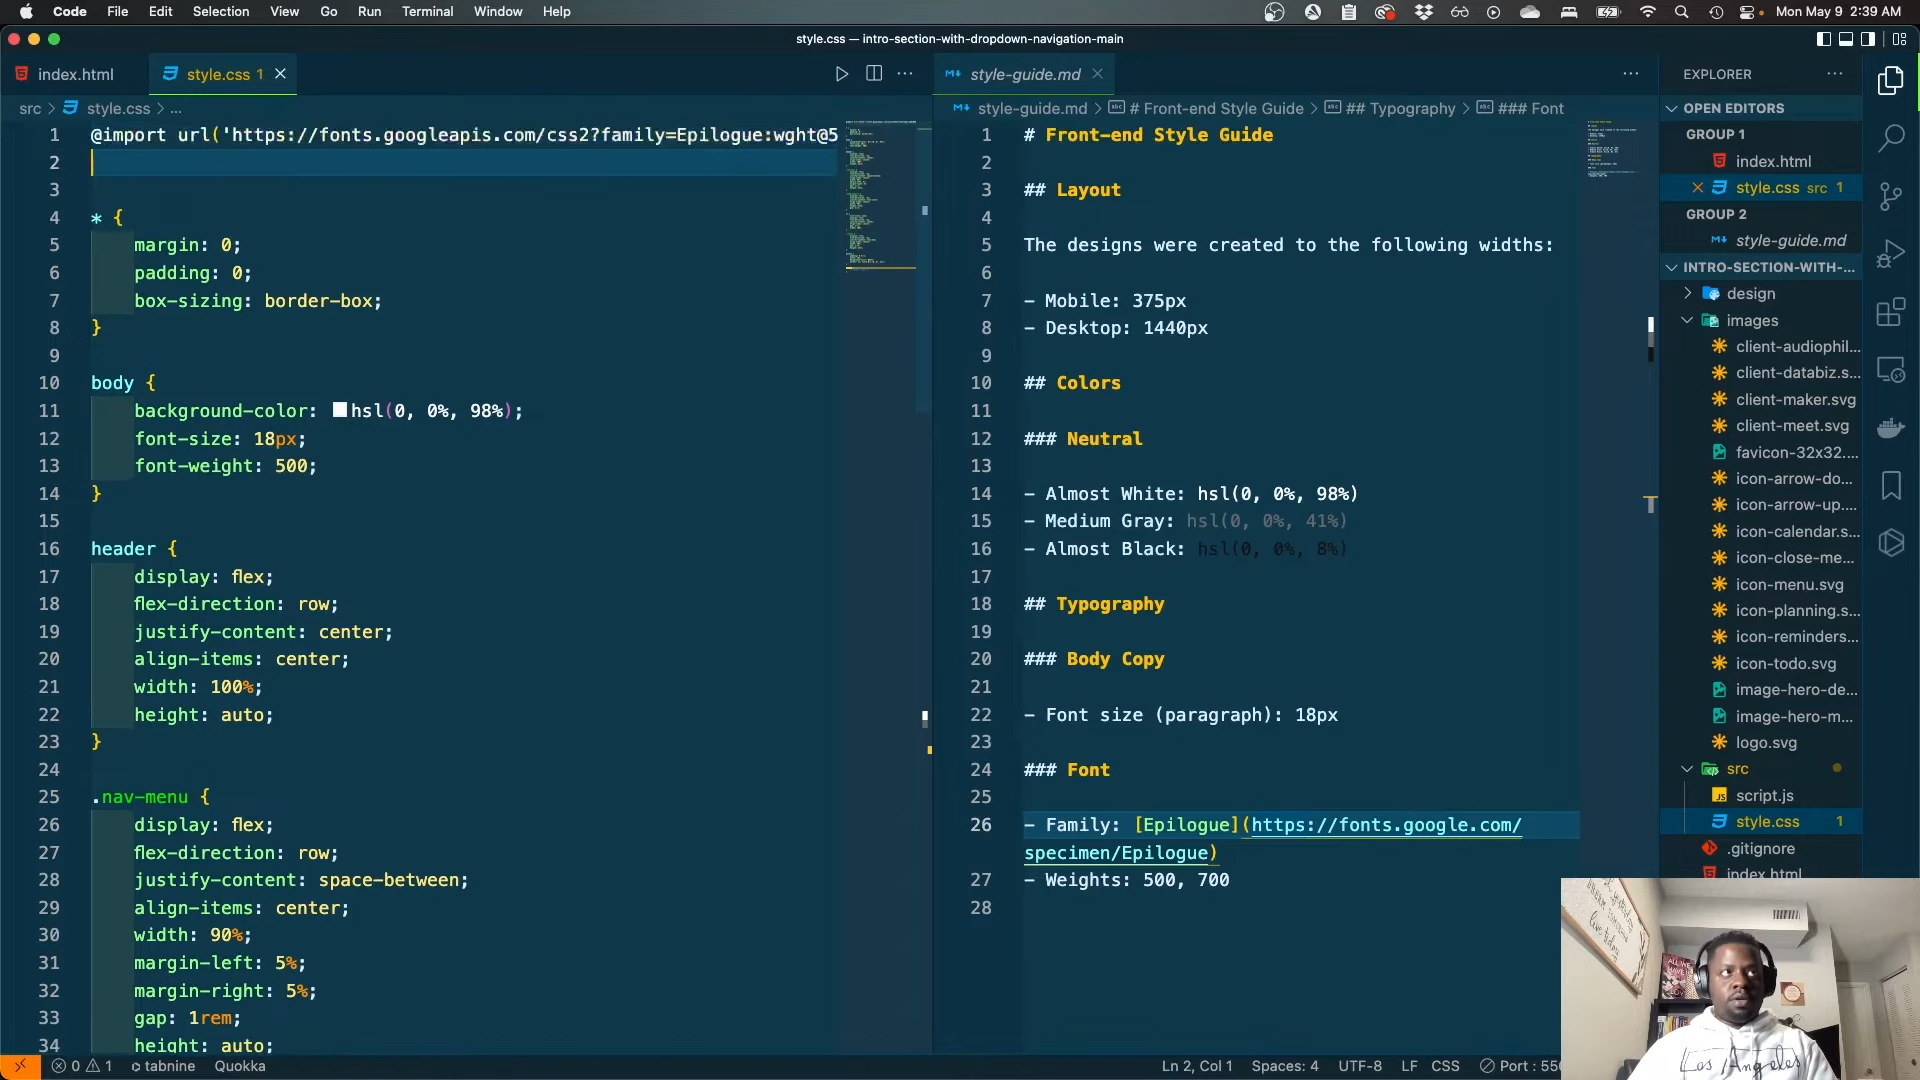 Code File Edit Selection View Go Run Terminal Window Help
Mon May 9 2:39 AM
style.css — intro-section-with-dropdown-navigation-main
index.html
style.css 1
src > style.css > ...
1 @import url('https://fonts.googleapis.com/css2?family=Epilogue:wght@5
2
3
4 * {
5 margin: 0;
6 padding: 0;
7 box-sizing: border-box;
8 }
9
10 body {
11 background-color: hsl(0, 0%, 98%);
12 font-size: 18px;
13 font-weight: 500;
14 }
15
16 header {
17 display: flex;
18 flex-direction: row;
19 justify-content: center;
20 align-items: center;
21 width: 100%;
22 height: auto;
23 }
24
25 .nav-menu {
26 display: flex;
27 flex-direction: row;
28 justify-content: space-between;
29 align-items: center;
30 width: 90%;
31 margin-left: 5%;
32 margin-right: 5%;
33 gap: 1rem;
34 height: auto;
style-guide.md
style-guide.md > # Front-end Style Guide > ## Typography > ### Font
1 # Front-end Style Guide
2
3 ## Layout
4
5 The designs were created to the following widths:
6
7 - Mobile: 375px
8 - Desktop: 1440px
9
10 ## Colors
11
12 ### Neutral
13
14 - Almost White: hsl(0, 0%, 98%)
15 - Medium Gray: hsl(0, 0%, 41%)
16 - Almost Black: hsl(0, 0%, 8%)
17
18 ## Typography
19
20 ### Body Copy
21
22 - Font size (paragraph): 18px
23
24 ### Font
25
26 - Family: [Epilogue](https://fonts.google.com/
specimen/Epilogue)
27 - Weights: 500, 700
28
EXPLORER
OPEN EDITORS
GROUP 1
index.html
style.css src 1
GROUP 2
style-guide.md
INTRO-SECTION-WITH-...
design
images
client-audiophil...
client-databiz.s...
client-maker.svg
client-meet.svg
favicon-32x32....
icon-arrow-do...
icon-arrow-up....
icon-calendar.s...
icon-close-me...
icon-menu.svg
icon-planning.s...
icon-reminders...
icon-todo.svg
image-hero-de...
image-hero-m...
logo.svg
src
script.js
style.css 1
.gitignore
index.html
0 1 tabnine Quokka
Ln 2, Col 1 Spaces: 4 UTF-8 LF CSS Port : 550
Los Angeles